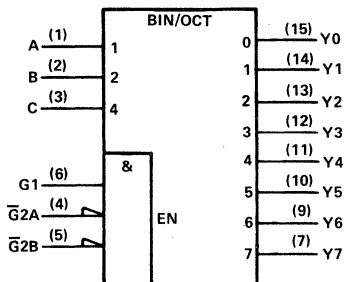 BIN/OCT
A (1) 1
B (2) 2
C (3) 4
&
G1 (6)
G̅2A (4)
G̅2B (5)
EN
0 (15) Y0
1 (14) Y1
2 (13) Y2
3 (12) Y3
4 (11) Y4
5 (10) Y5
6 (9) Y6
7 (7) Y7